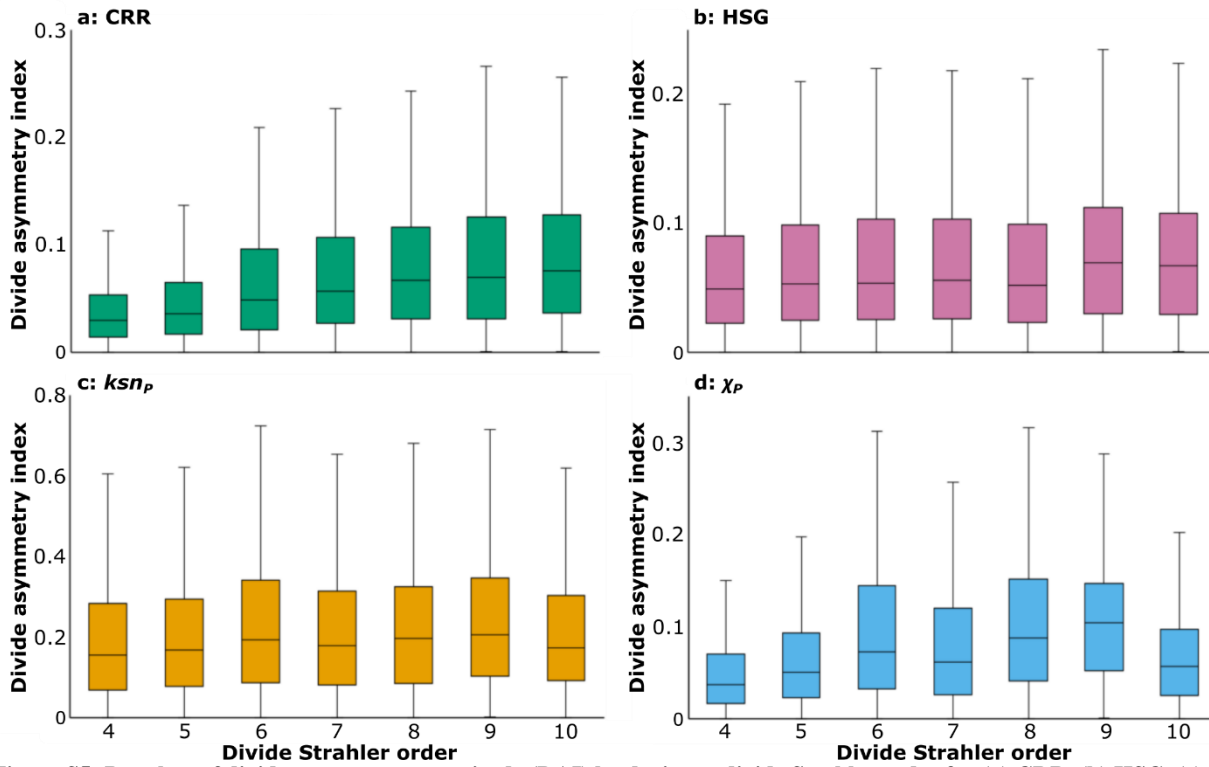 a: CRR
b: HSG
Divide asymmetry index
0.3
0.2
0.1
0
Divide asymmetry index
0.2
0.1
0
c: ksnP
d: χP
Divide asymmetry index
0.8
0.6
0.4
0.2
0
4 5 6 7 8 9 10
Divide Strahler order
Divide asymmetry index
0.3
0.2
0.1
0
4 5 6 7 8 9 10
Divide Strahler order